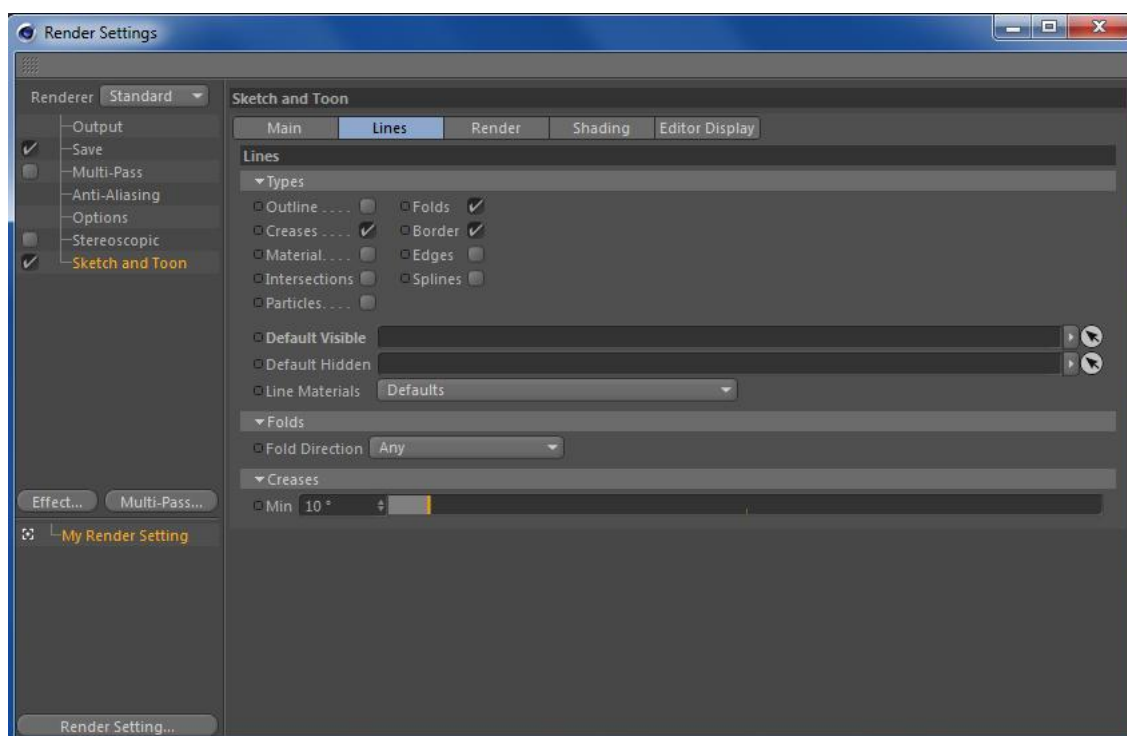 Render Settings
Renderer Standard
Output
Save
Multi-Pass
Anti-Aliasing
Options
Stereoscopic
Sketch and Toon
Effect... Multi-Pass...
My Render Setting
Render Setting...
Sketch and Toon
Main Lines Render Shading Editor Display
Lines
Types
Outline . . . . Folds
Creases . . . . Border
Material. . . . Edges
Intersections Splines
Particles. . . .
Default Visible
Default Hidden
Line Materials Defaults
Folds
Fold Direction Any
Creases
Min 10 °